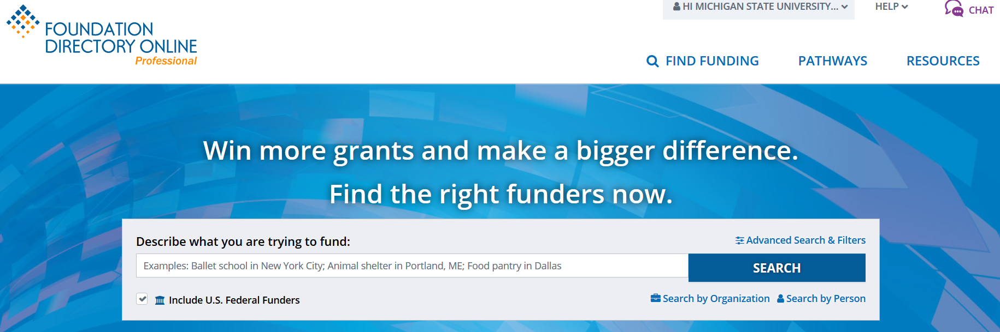 HI MICHIGAN STATE UNIVERSITY...
HELP
CHAT
FOUNDATION
DIRECTORY ONLINE
Professional
FIND FUNDING
PATHWAYS
RESOURCES
Win more grants and make a bigger difference.
Find the right funders now.
Describe what you are trying to fund:
Advanced Search & Filters
Examples: Ballet school in New York City; Animal shelter in Portland, ME; Food pantry in Dallas
SEARCH
Include U.S. Federal Funders
Search by Organization
Search by Person